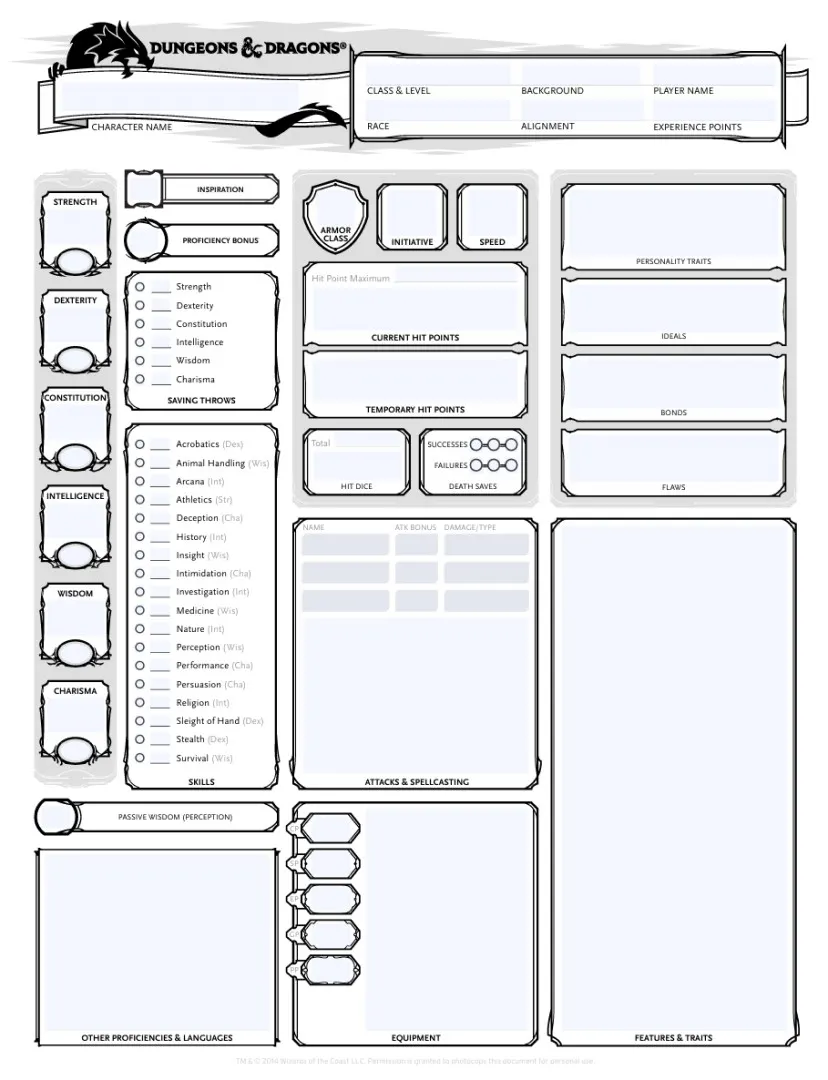 DUNGEONS & DRAGONS®
CHARACTER NAME
CLASS & LEVEL
BACKGROUND
PLAYER NAME
RACE
ALIGNMENT
EXPERIENCE POINTS
STRENGTH
DEXTERITY
CONSTITUTION
INTELLIGENCE
WISDOM
CHARISMA
INSPIRATION
PROFICIENCY BONUS
Strength
Dexterity
Constitution
Intelligence
Wisdom
Charisma
SAVING THROWS
Acrobatics (Dex)
Animal Handling (Wis)
Arcana (Int)
Athletics (Str)
Deception (Cha)
History (Int)
Insight (Wis)
Intimidation (Cha)
Investigation (Int)
Medicine (Wis)
Nature (Int)
Perception (Wis)
Performance (Cha)
Persuasion (Cha)
Religion (Int)
Sleight of Hand (Dex)
Stealth (Dex)
Survival (Wis)
SKILLS
PASSIVE WISDOM (PERCEPTION)
OTHER PROFICIENCIES & LANGUAGES
ARMOR
CLASS
INITIATIVE
SPEED
Hit Point Maximum
CURRENT HIT POINTS
TEMPORARY HIT POINTS
Total
HIT DICE
SUCCESSES
FAILURES
DEATH SAVES
NAME ATK BONUS DAMAGE/TYPE
ATTACKS & SPELLCASTING
EQUIPMENT
PERSONALITY TRAITS
IDEALS
BONDS
FLAWS
FEATURES & TRAITS
TM & © 2014 Wizards of the Coast LLC. Permission is granted to photocopy this document for personal use.